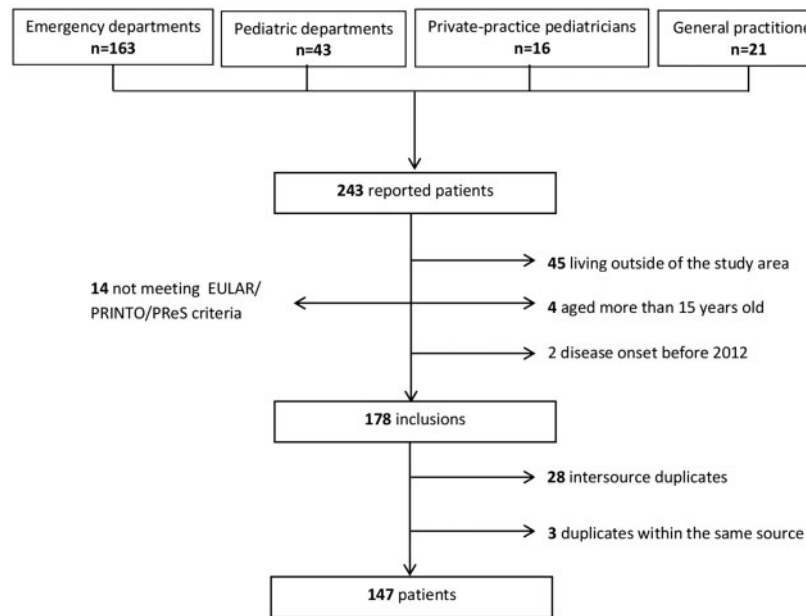 Emergency departments
n=163
Pediatric departments
n=43
Private-practice pediatricians
n=16
General practitione
n=21
243 reported patients
45 living outside of the study area
14 not meeting EULAR/
PRINTO/PReS criteria
4 aged more than 15 years old
2 disease onset before 2012
178 inclusions
28 intersource duplicates
3 duplicates within the same source
147 patients